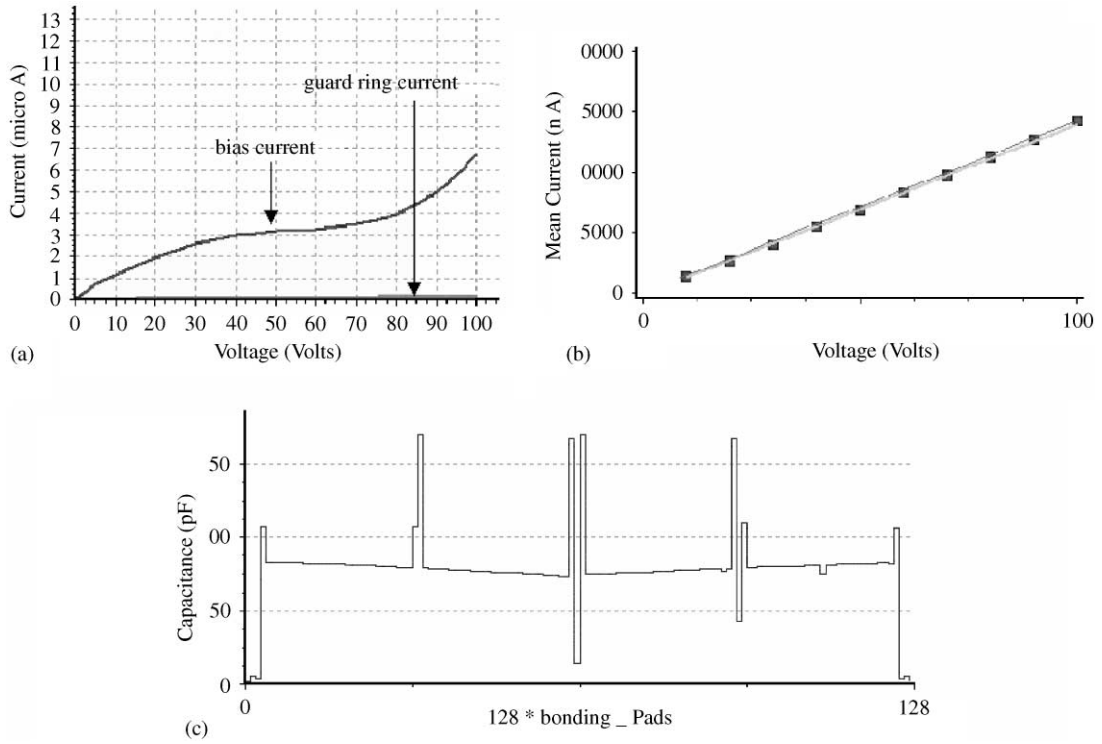 13
12
11
10
9
8
7
6
5
4
3
2
1
0
Current (micro A)
guard ring current
bias current
0 10 20 30 40 50 60 70 80 90 100
Voltage (Volts)
(a)
0000
5000
0000
5000
0
Mean Current (n A)
0 100
Voltage (Volts)
(b)
50
00
50
0
Capacitance (pF)
0 128
128 * bonding _ Pads
(c)